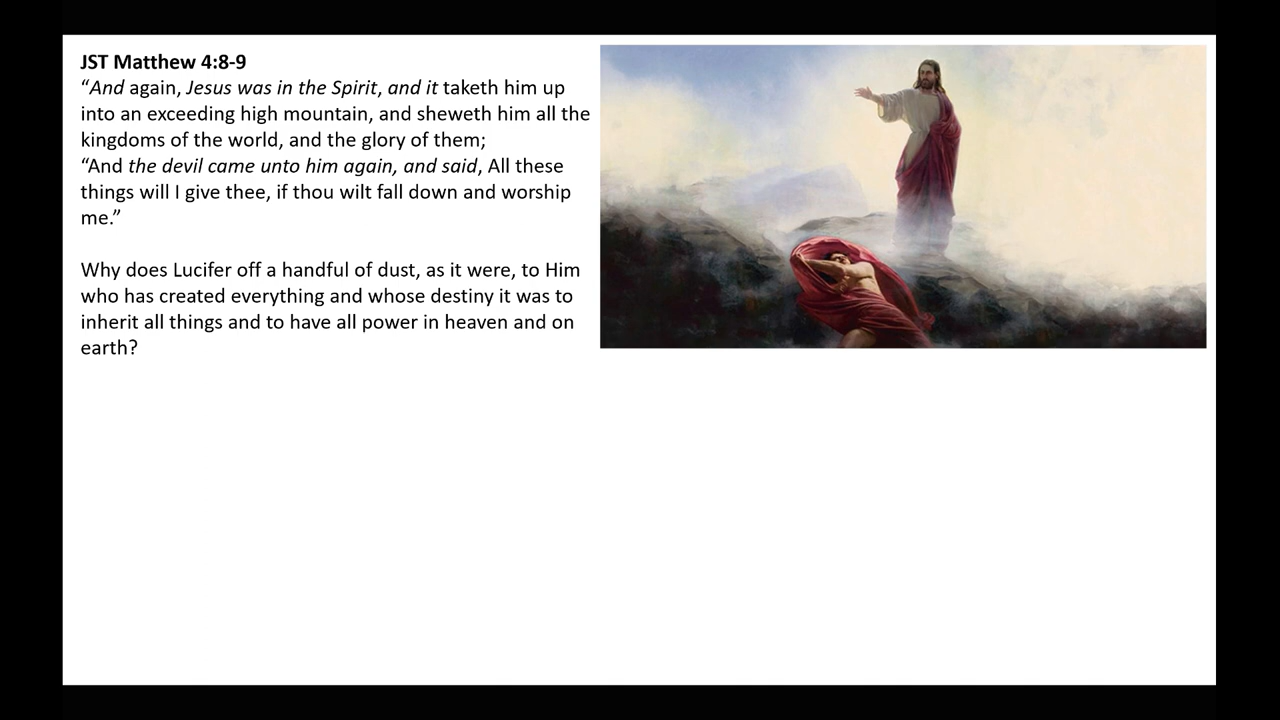 JST Matthew 4:8-9
“And again, Jesus was in the Spirit, and it taketh him up
into an exceeding high mountain, and sheweth him all the
kingdoms of the world, and the glory of them;
“And the devil came unto him again, and said, All these
things will I give thee, if thou wilt fall down and worship
me.”
Why does Lucifer off a handful of dust, as it were, to Him
who has created everything and whose destiny it was to
inherit all things and to have all power in heaven and on
earth?